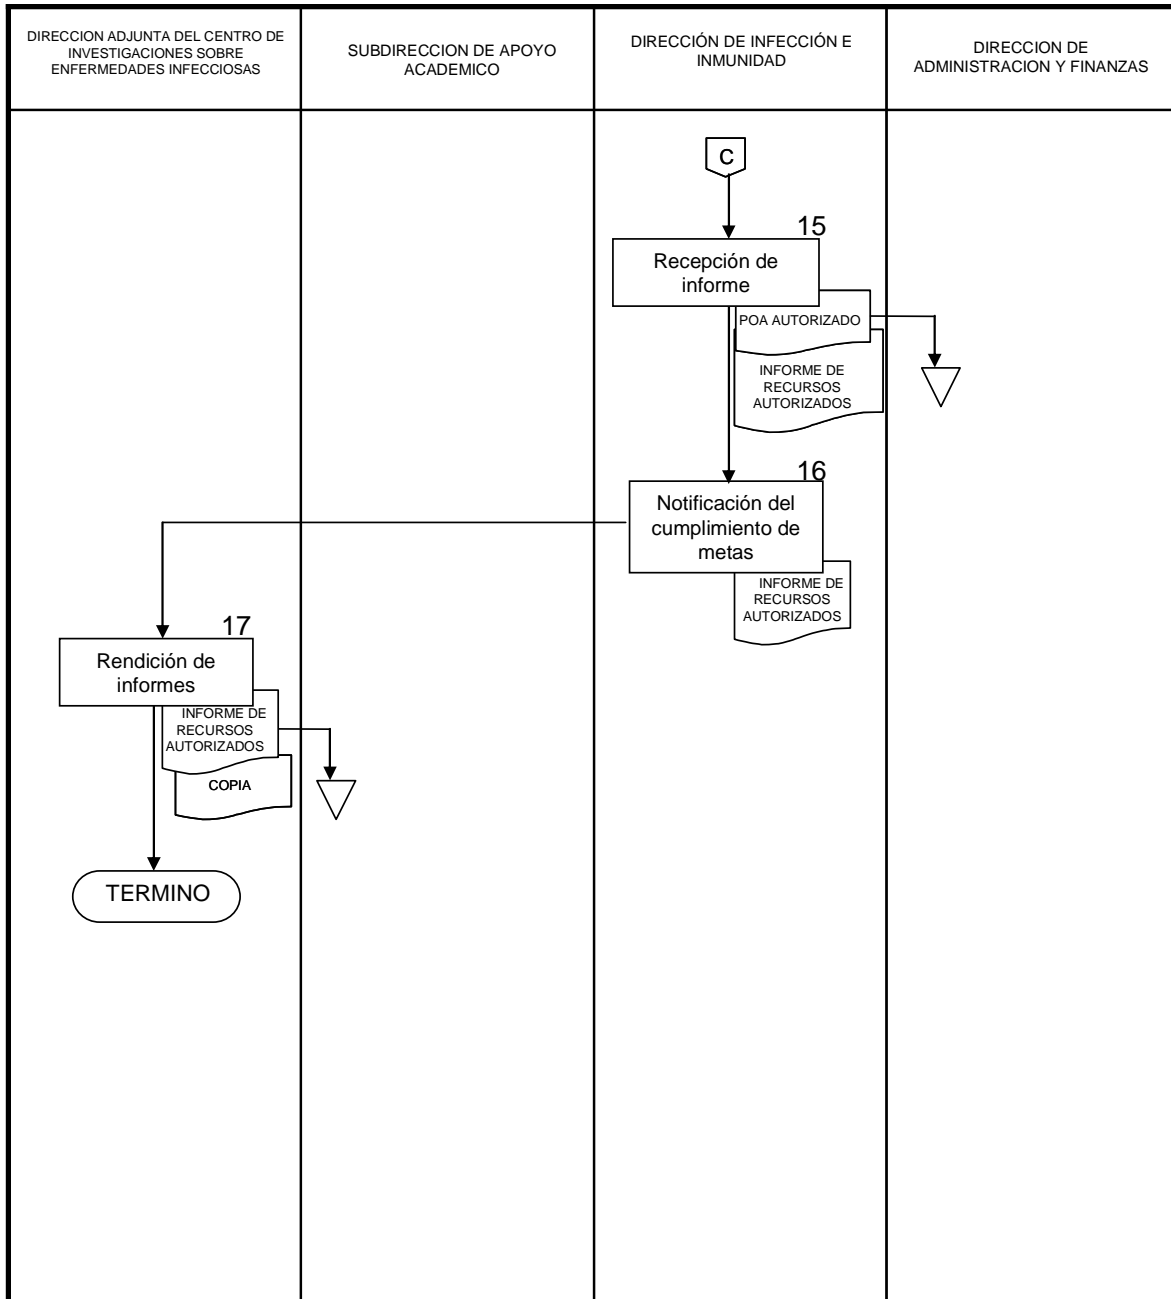 DIRECCION ADJUNTA DEL CENTRO DE
INVESTIGACIONES SOBRE
ENFERMEDADES INFECCIOSAS
SUBDIRECCION DE APOYO
ACADEMICO
DIRECCIÓN DE INFECCIÓN E
INMUNIDAD
DIRECCION DE
ADMINISTRACION Y FINANZAS
C
15
Recepción de
informe
POA AUTORIZADO
INFORME DE
RECURSOS
AUTORIZADOS
16
Notificación del
cumplimiento de
metas
INFORME DE
RECURSOS
AUTORIZADOS
17
Rendición de
informes
INFORME DE
RECURSOS
AUTORIZADOS
COPIA
TERMINO